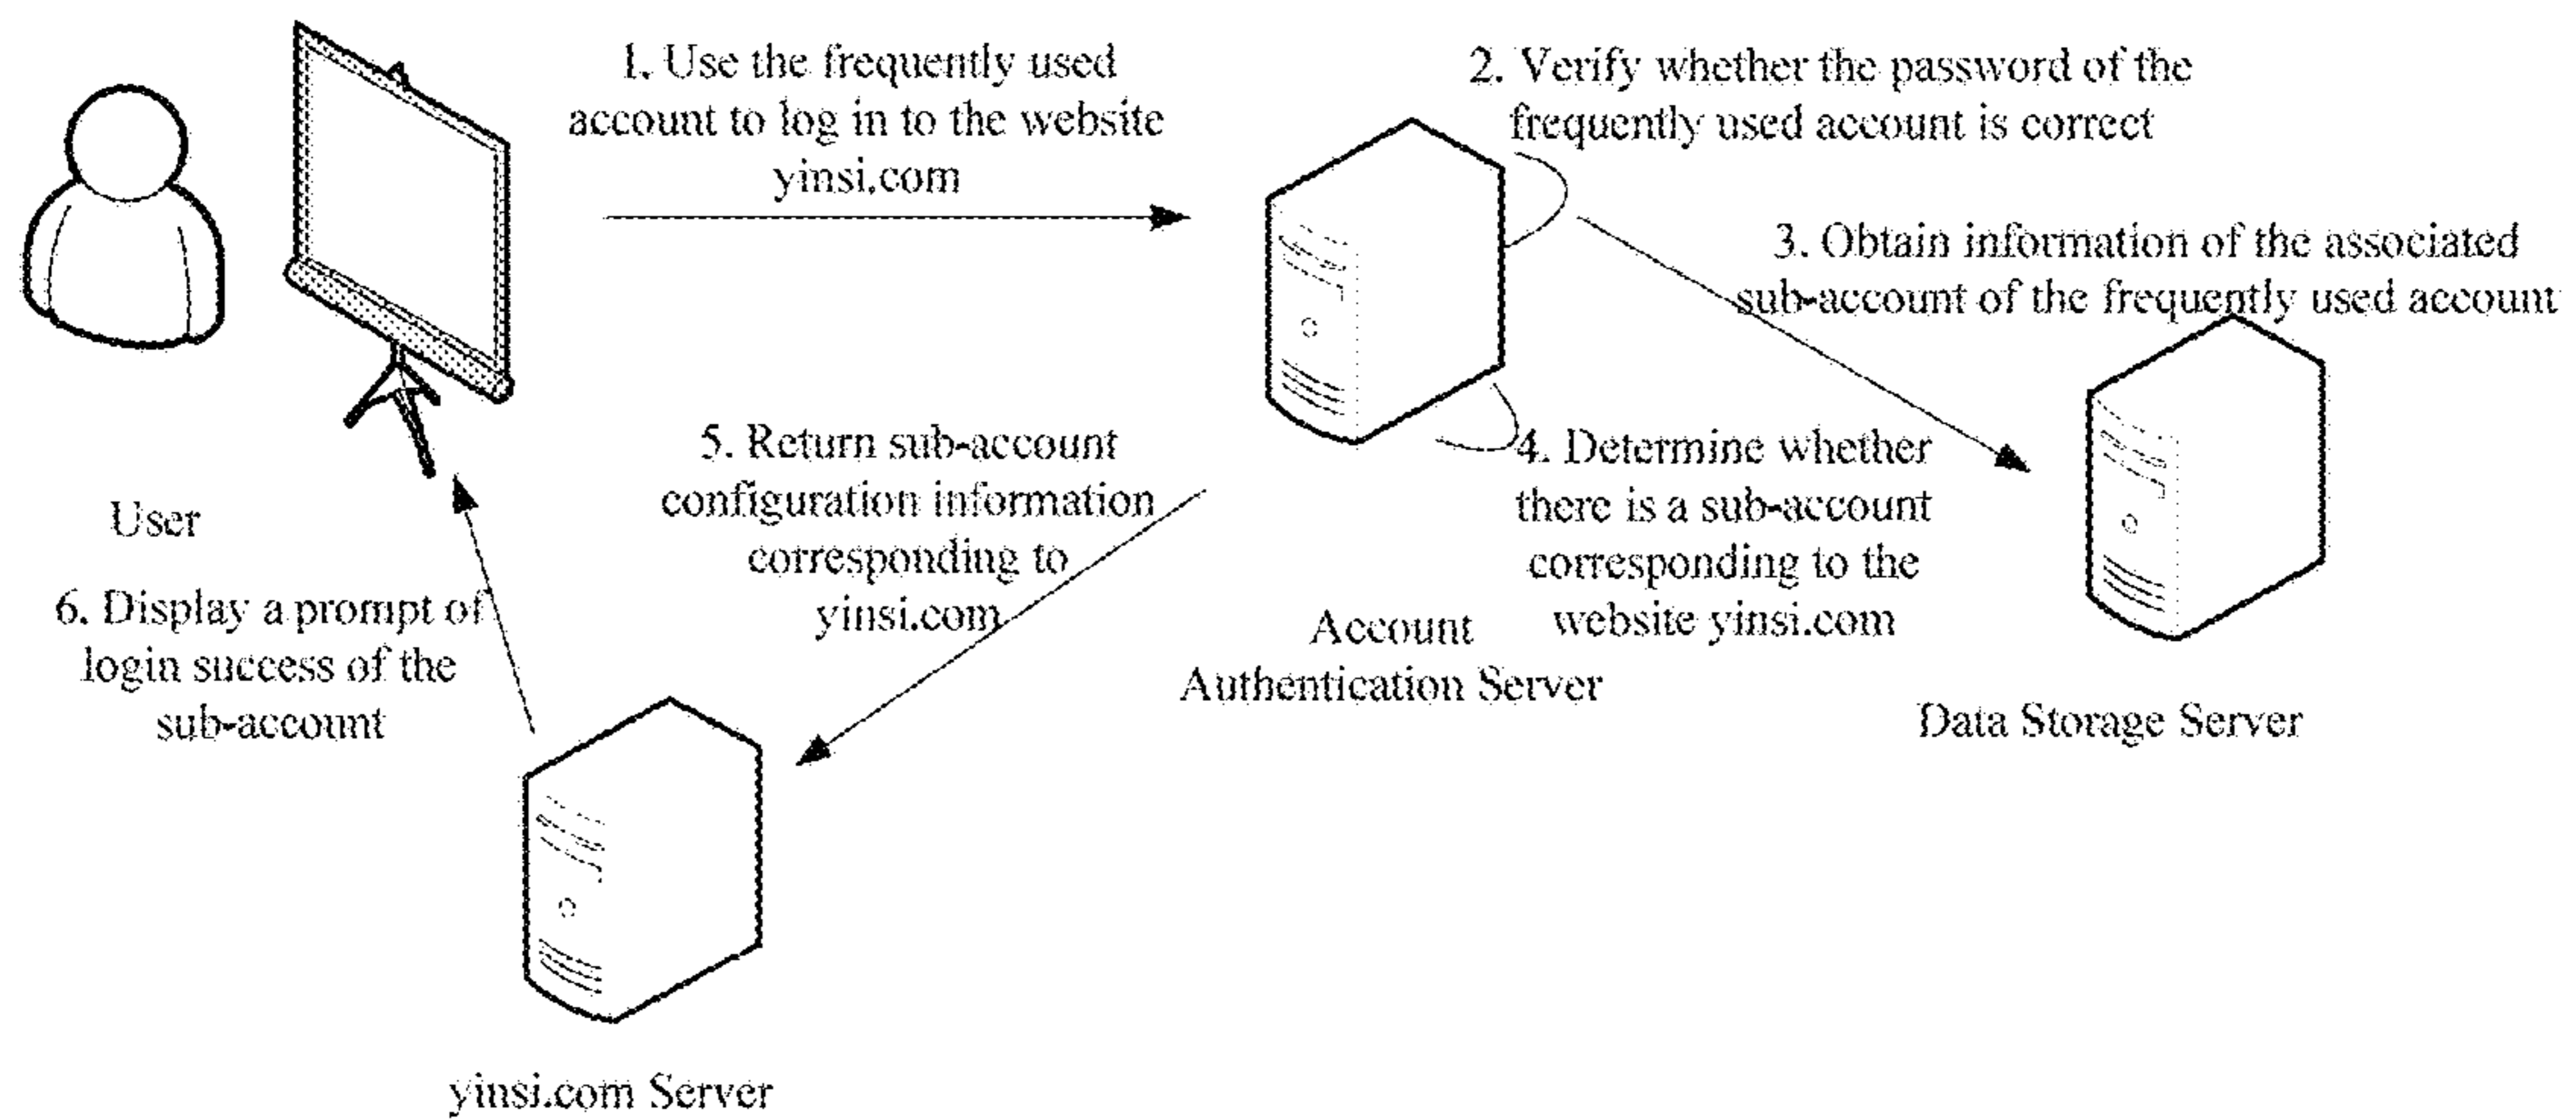 1. Use the frequently used
account to log in to the website
yinsi.com
2. Verify whether the password of the
frequently used account is correct
3. Obtain information of the associated
sub-account of the frequently used account
4. Determine whether
there is a sub-account
corresponding to the
website yinsi.com
5. Return sub-account
configuration information
corresponding to
yinsi.com
User
6. Display a prompt of
login success of the
sub-account
Account
Authentication Server
Data Storage Server
yinsi.com Server